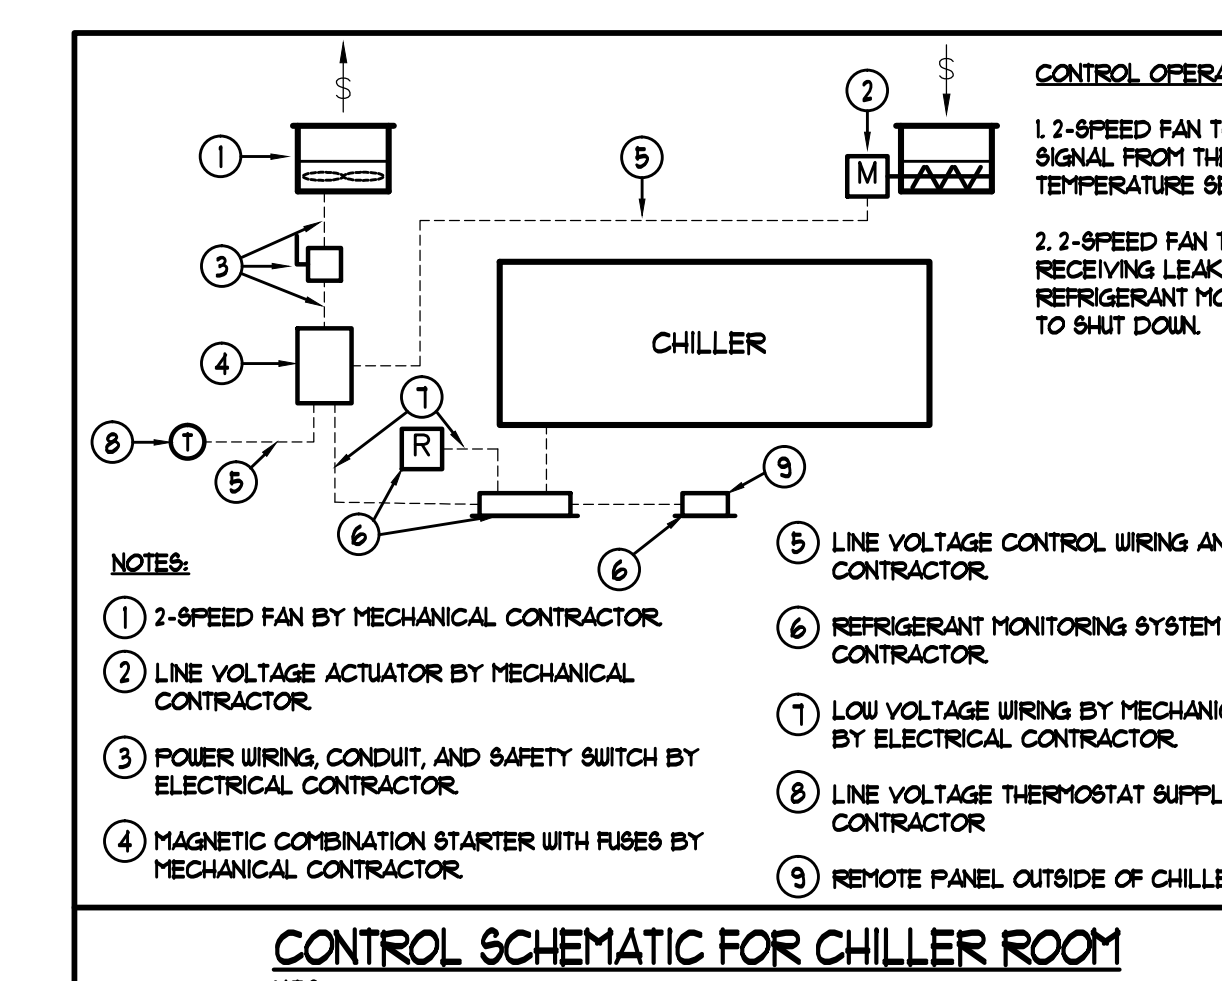 S
S
2
CONTROL OPERA
1
5
M
1. 2-SPEED FAN T
SIGNAL FROM THE
TEMPERATURE SE
3
2. 2-SPEED FAN T
RECEIVING LEAK
REFRIGERANT MO
TO SHUT DOWN.
CHILLER
4
7
8
T
R
5
9
6
6
NOTES:
1 2-SPEED FAN BY MECHANICAL CONTRACTOR.
2 LINE VOLTAGE ACTUATOR BY MECHANICAL
CONTRACTOR.
3 POWER WIRING, CONDUIT, AND SAFETY SWITCH BY
ELECTRICAL CONTRACTOR.
4 MAGNETIC COMBINATION STARTER WITH FUSES BY
MECHANICAL CONTRACTOR.
5 LINE VOLTAGE CONTROL WIRING AN
CONTRACTOR.
6 REFRIGERANT MONITORING SYSTEM
CONTRACTOR.
7 LOW VOLTAGE WIRING BY MECHANIC
BY ELECTRICAL CONTRACTOR.
8 LINE VOLTAGE THERMOSTAT SUPPL
CONTRACTOR
9 REMOTE PANEL OUTSIDE OF CHILLE
CONTROL SCHEMATIC FOR CHILLER ROOM